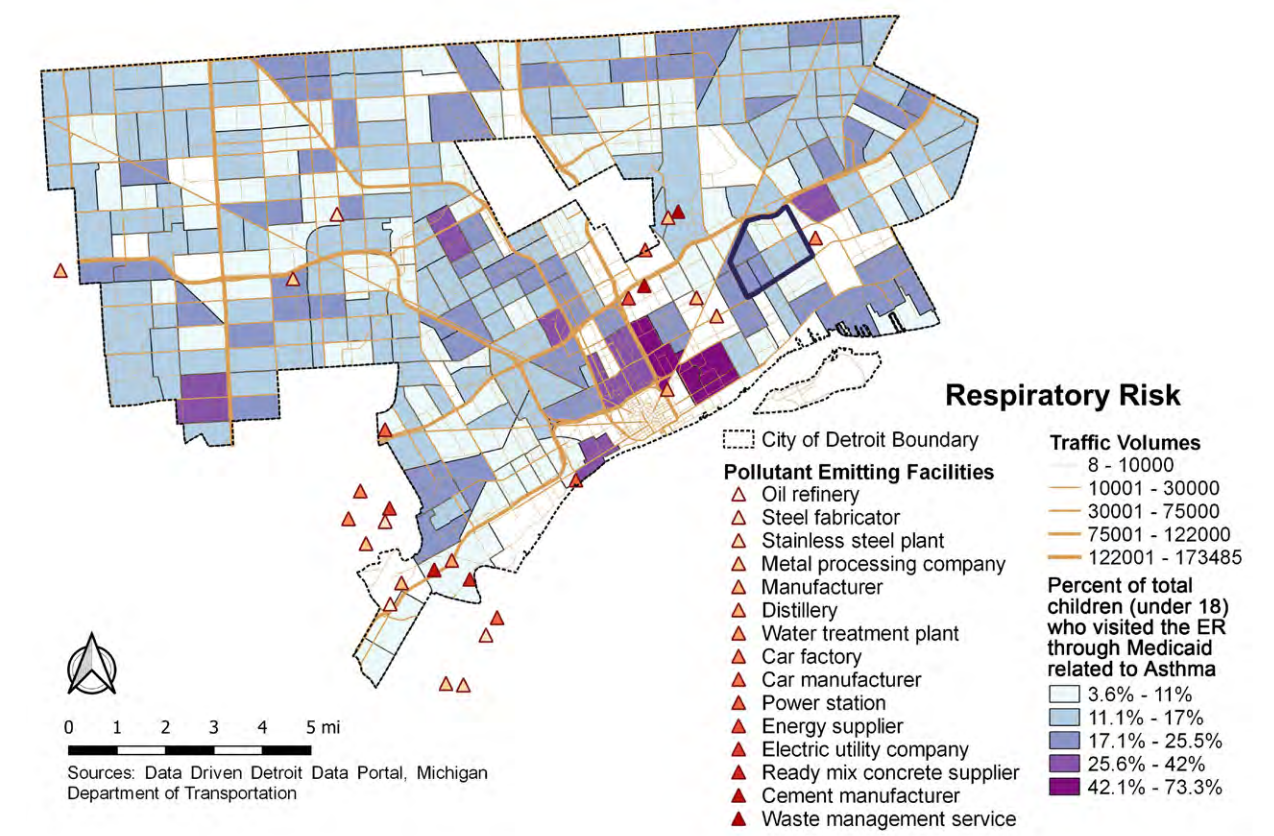 Respiratory Risk
City of Detroit Boundary
Pollutant Emitting Facilities
Oil refinery
Steel fabricator
Stainless steel plant
Metal processing company
Manufacturer
Distillery
Water treatment plant
Car factory
Car manufacturer
Power station
Energy supplier
Electric utility company
Ready mix concrete supplier
Cement manufacturer
Waste management service
Traffic Volumes
8 - 10000
10001 - 30000
30001 - 75000
75001 - 122000
122001 - 173485
Percent of total
children (under 18)
who visited the ER
through Medicaid
related to Asthma
3.6% - 11%
11.1% - 17%
17.1% - 25.5%
25.6% - 42%
42.1% - 73.3%
0 1 2 3 4 5 mi
Sources: Data Driven Detroit Data Portal, Michigan
Department of Transportation